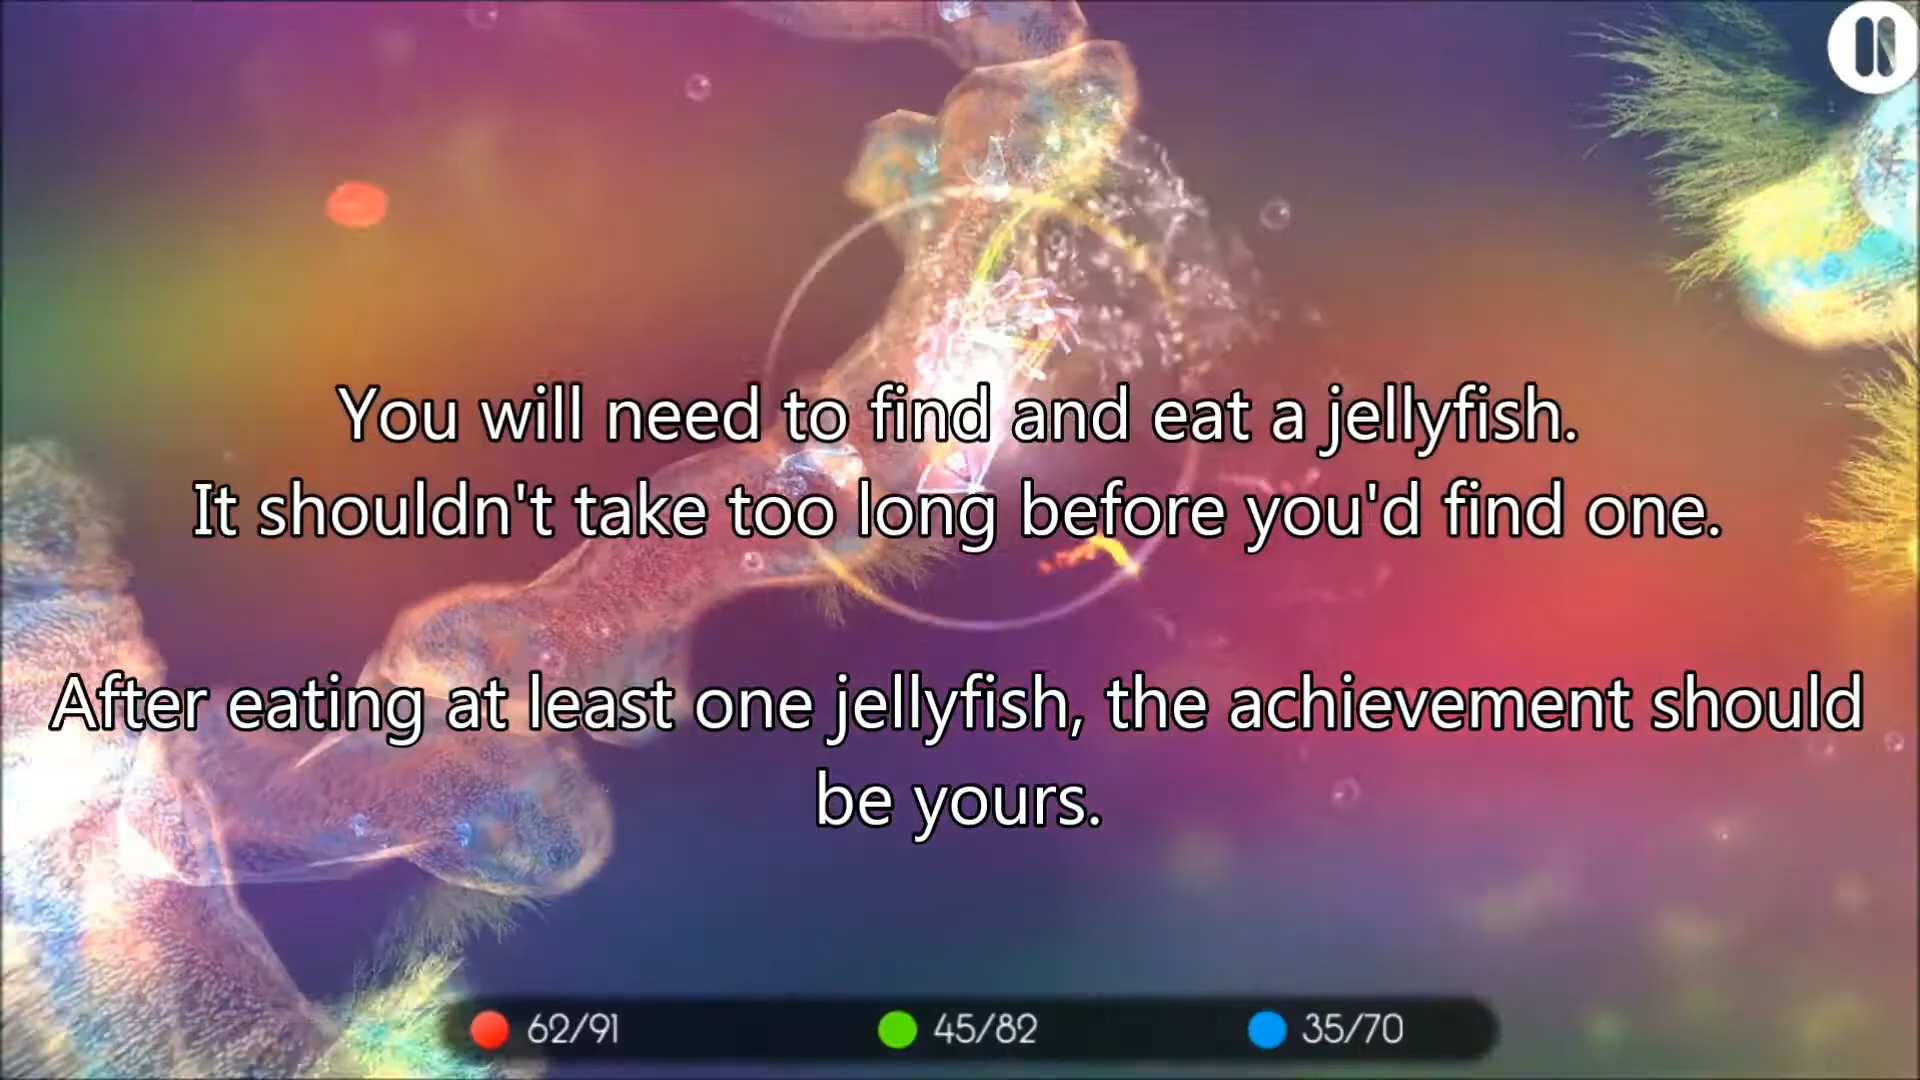 You will need to find and eat a jellyfish.
It shouldn't take too long before you'd find one.
After eating at least one jellyfish, the achievement should
be yours.
62/91 45/82 35/70